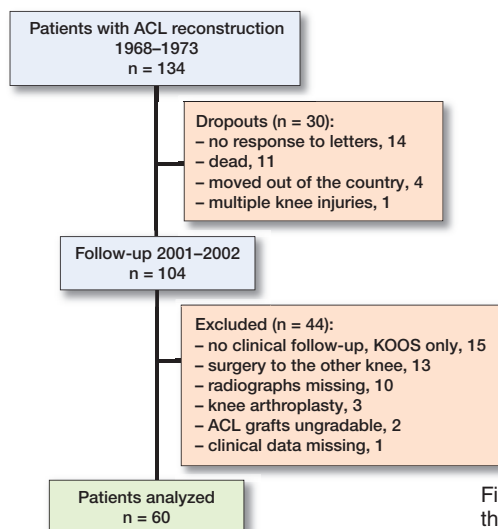 Patients with ACL reconstruction
1968–1973
n = 134
Dropouts (n = 30):
– no response to letters, 14
– dead, 11
– moved out of the country, 4
– multiple knee injuries, 1
Follow-up 2001–2002
n = 104
Excluded (n = 44):
– no clinical follow-up, KOOS only, 15
– surgery to the other knee, 13
– radiographs missing, 10
– knee arthroplasty, 3
– ACL grafts ungradable, 2
– clinical data missing, 1
Patients analyzed
n = 60